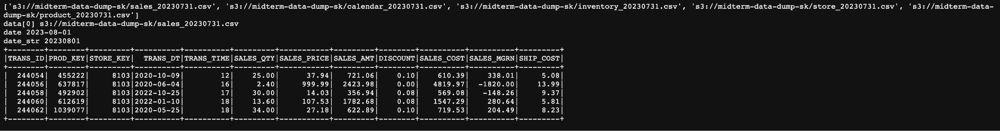 ['s3://midterm-data-dump-sk/sales_20230731.csv', 's3://midterm-data-dump-sk/calendar_20230731.csv', 's3://midterm-data-dump-sk/inventory_20230731.csv', 's3://midterm-data-dump-sk/store_20230731.csv', 's3://midterm-data-
dump-sk/product_20230731.csv']
data[0] s3://midterm-data-dump-sk/sales_20230731.csv
date 2023-08-01
date_str 20230801
+--------+--------+---------+----------+----------+---------+-----------+---------+--------+----------+----------+---------+
|TRANS_ID|PROD_KEY|STORE_KEY|  TRANS_DT|TRANS_TIME|SALES_QTY|SALES_PRICE|SALES_AMT|DISCOUNT|SALES_COST|SALES_MGRN|SHIP_COST|
+--------+--------+---------+----------+----------+---------+-----------+---------+--------+----------+----------+---------+
|  244054|  455222|     8103|2020-10-09|        12|    25.00|      37.94|   721.06|    0.10|    610.39|    338.01|     5.08|
|  244056|  637817|     8103|2020-06-04|        16|     2.40|     999.99|  2423.98|    0.00|   4819.97|  -1820.00|    13.99|
|  244058|  492902|     8103|2022-10-25|        17|    30.00|      14.03|   356.94|    0.08|    569.08|   -148.26|     9.37|
|  244060|  612619|     8103|2022-01-10|        18|    13.60|     107.53|  1782.68|    0.08|   1547.29|    280.64|     5.81|
|  244062| 1039077|     8103|2020-05-25|        18|    34.00|      27.18|   622.89|    0.10|    719.53|    204.49|     8.23|
+--------+--------+---------+----------+----------+---------+-----------+---------+--------+----------+----------+---------+